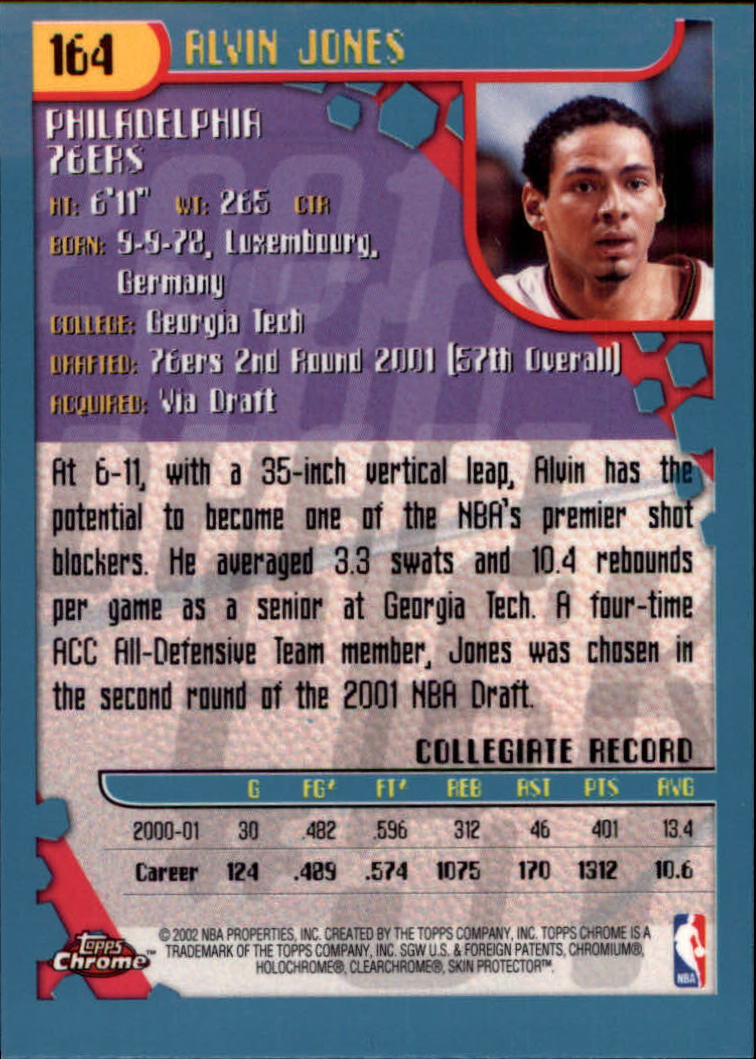 164
ALVIN JONES
PHILADELPHIA
76ERS
HT: 6'11" WT: 265 CTR
BORN: 9-9-78, Luxembourg,
Germany
COLLEGE: Georgia Tech
DRAFTED: 76ers 2nd Round 2001 (57th Overall)
ACQUIRED: Via Draft
At 6-11, with a 35-inch vertical leap, Alvin has the
potential to become one of the NBA's premier shot
blockers. He averaged 3.3 swats and 10.4 rebounds
per game as a senior at Georgia Tech. A four-time
ACC All-Defensive Team member, Jones was chosen in
the second round of the 2001 NBA Draft.
COLLEGIATE RECORD
G FG% FT% REB AST PTS AVG
2000-01 30 .482 .596 312 46 401 13.4
Career 124 .489 .574 1075 170 1312 10.6
Topps
Chrome™
© 2002 NBA PROPERTIES, INC. CREATED BY THE TOPPS COMPANY, INC. TOPPS CHROME IS A
TRADEMARK OF THE TOPPS COMPANY, INC. SGW U.S. & FOREIGN PATENTS, CHROMIUM®,
HOLOCHROME®, CLEARCHROME®, SKIN PROTECTOR™.
NBA